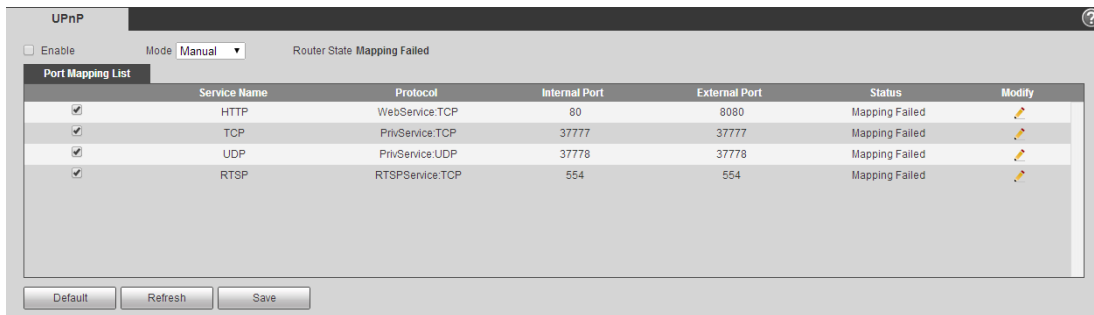 UPnP
Enable Mode Manual Router State Mapping Failed
Port Mapping List
Service Name Protocol Internal Port External Port Status Modify
HTTP WebService:TCP 80 8080 Mapping Failed
TCP PrivService:TCP 37777 37777 Mapping Failed
UDP PrivService:UDP 37778 37778 Mapping Failed
RTSP RTSPService:TCP 554 554 Mapping Failed
Default Refresh Save